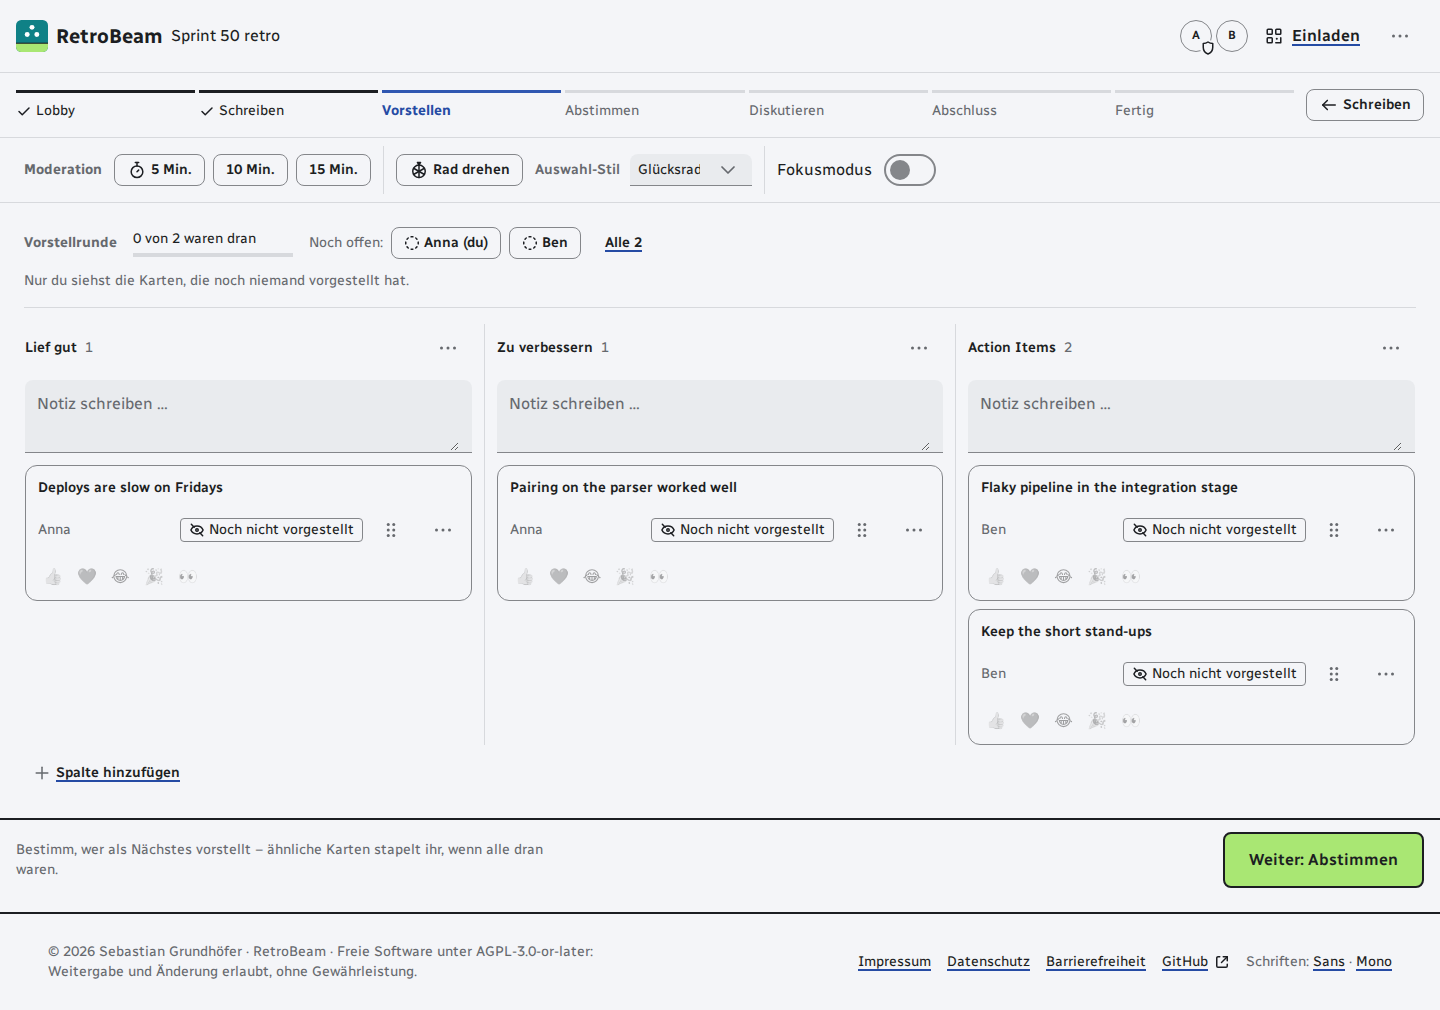 RetroBeam Sprint 50 retro
A B Einladen
Lobby Schreiben Vorstellen Abstimmen Diskutieren Abschluss Fertig Schreiben
Moderation 5 Min. 10 Min. 15 Min. Rad drehen Auswahl-Stil Glücksrad Fokusmodus
Vorstellrunde 0 von 2 waren dran Noch offen: Anna (du) Ben Alle 2
Nur du siehst die Karten, die noch niemand vorgestellt hat.
Lief gut 1
Notiz schreiben …
Deploys are slow on Fridays
Anna Noch nicht vorgestellt
Zu verbessern 1
Notiz schreiben …
Pairing on the parser worked well
Anna Noch nicht vorgestellt
Action Items 2
Notiz schreiben …
Flaky pipeline in the integration stage
Ben Noch nicht vorgestellt
Keep the short stand-ups
Ben Noch nicht vorgestellt
Spalte hinzufügen
Bestimm, wer als Nächstes vorstellt – ähnliche Karten stapelt ihr, wenn alle dran
waren.
Weiter: Abstimmen
© 2026 Sebastian Grundhöfer · RetroBeam · Freie Software unter AGPL-3.0-or-later:
Weitergabe und Änderung erlaubt, ohne Gewährleistung.
Impressum Datenschutz Barrierefreiheit GitHub Schriften: Sans · Mono